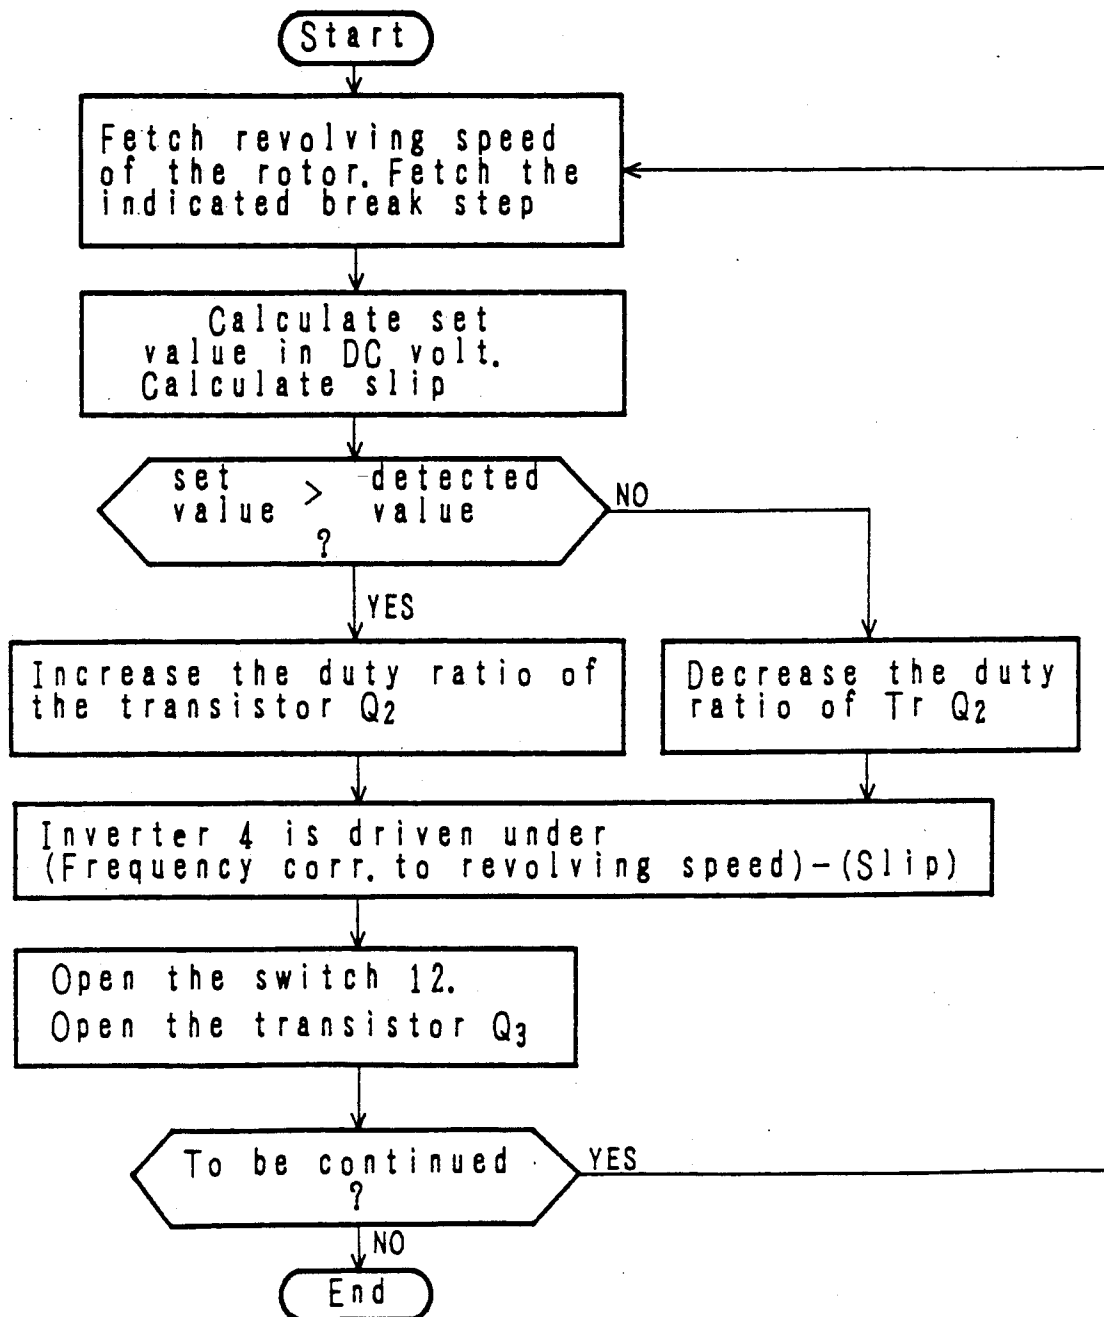 Start
Fetch revolving speed
of the rotor. Fetch the
indicated break step
Calculate set
value in DC volt.
Calculate slip
set > detected
value value
?
NO
YES
Increase the duty ratio of
the transistor Q2
Decrease the duty
ratio of Tr Q2
Inverter 4 is driven under
(Frequency corr. to revolving speed)-(Slip)
Open the switch 12.
Open the transistor Q3
To be continued
?
YES
NO
End